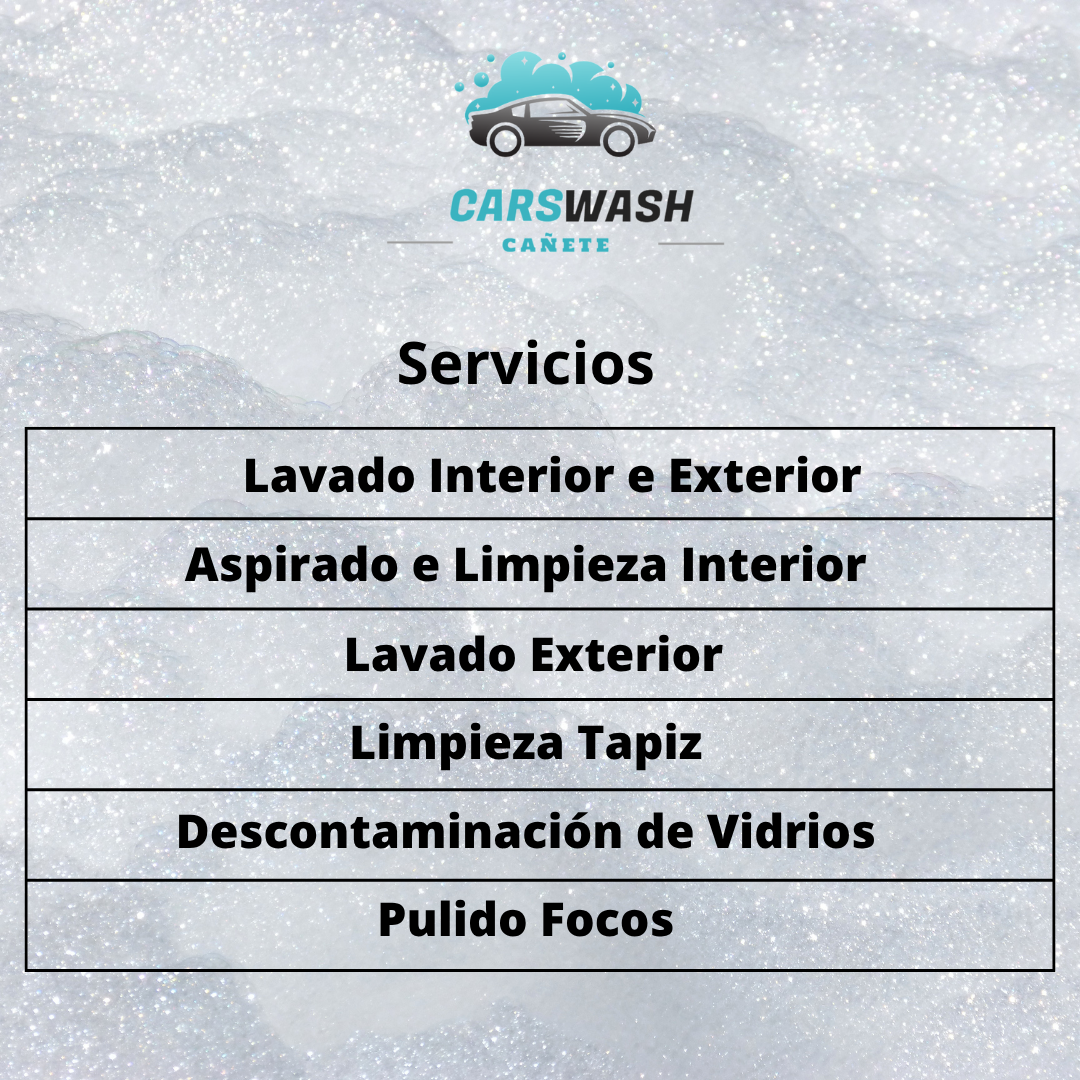 CARSWASH
CAÑETE
Servicios
Lavado Interior e Exterior
Aspirado e Limpieza Interior
Lavado Exterior
Limpieza Tapiz
Descontaminación de Vidrios
Pulido Focos